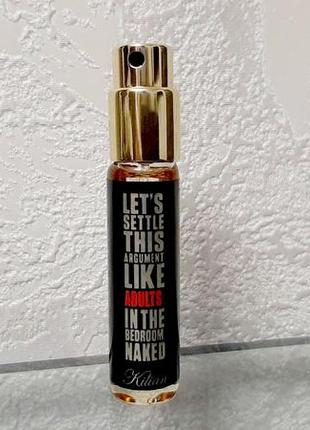 LET'S
SETTLE
THIS
ARGUMENT
LIKE
ADULTS
IN THE
BEDROOM
NAKED
Kilian